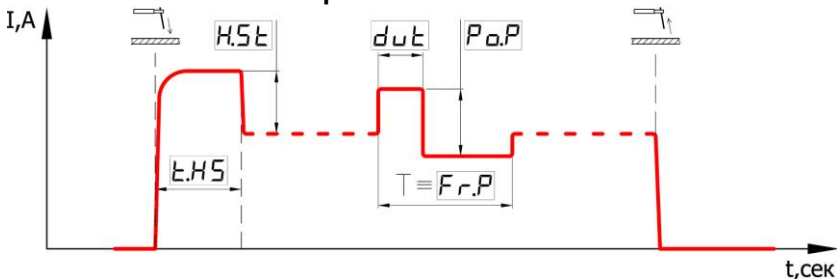 I,A
H.St
dut
Po.P
t.HS
T ≡ Fr.P
t,сек